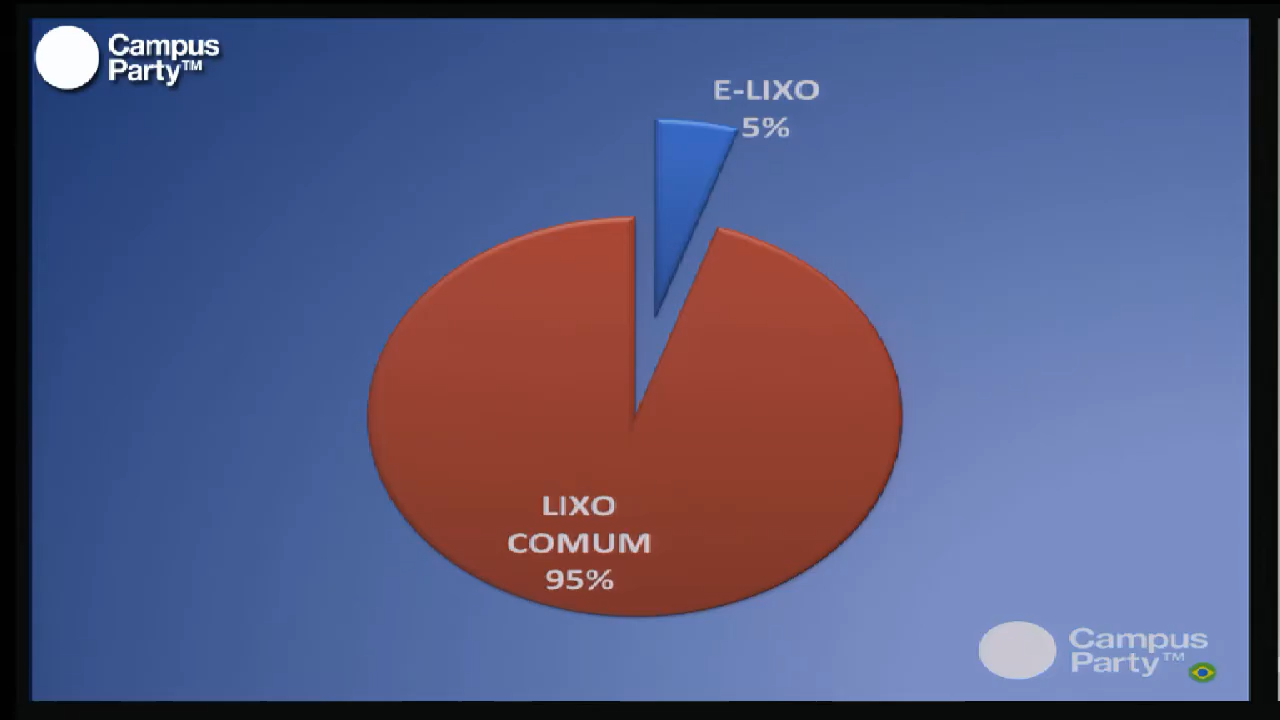 Campus
Party™
E-LIXO
5%
LIXO
COMUM
95%
Campus
Party™